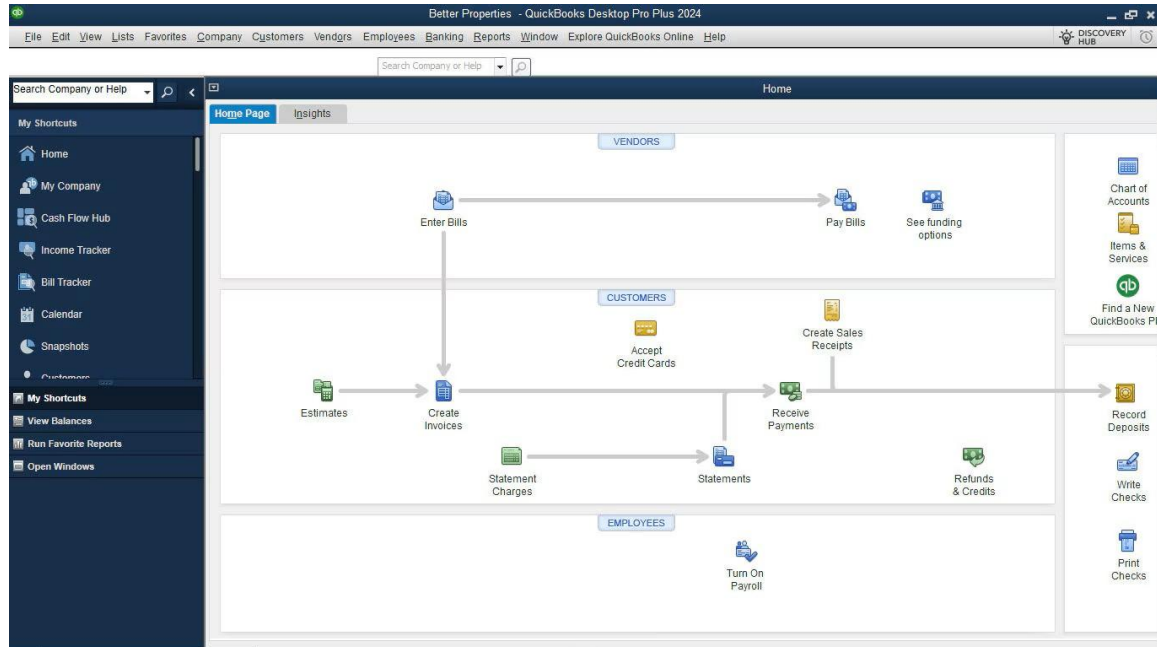 Better Properties - QuickBooks Desktop Pro Plus 2024
File Edit View Lists Favorites Company Customers Vendors Employees Banking Reports Window Explore QuickBooks Online Help
DISCOVERY
HUB
Search Company or Help
Search Company or Help
Home
My Shortcuts
Home
My Company
Cash Flow Hub
Income Tracker
Bill Tracker
Calendar
Snapshots
Customers
My Shortcuts
View Balances
Run Favorite Reports
Open Windows
Home Page Insights
VENDORS
Enter Bills
Pay Bills
See funding
options
CUSTOMERS
Accept
Credit Cards
Create Sales
Receipts
Estimates
Create
Invoices
Receive
Payments
Statement
Charges
Statements
Refunds
& Credits
EMPLOYEES
Turn On
Payroll
Chart of
Accounts
Items &
Services
Find a New
QuickBooks
Record
Deposits
Write
Checks
Print
Checks